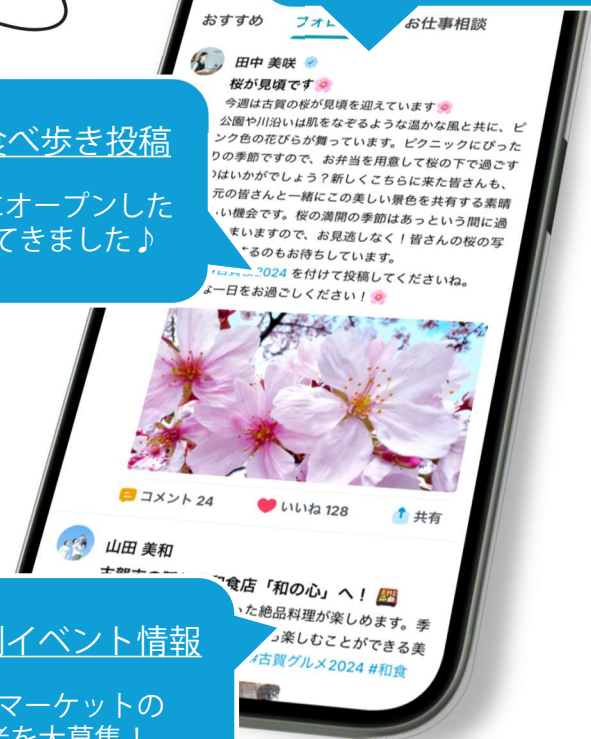 おすすめ
お仕事相談
田中 美咲
桜が見頃です🌸
今週は古賀の桜が見頃を迎えています🌸
公園や川沿いは肌をなぞるような温かな風と共に、ピ
ンク色の花びらが舞っています。ピクニックにぴった
りの季節ですので、お弁当を用意して桜の下で過ごす
のはいかがでしょう?新しくこちらに来た皆さんも、
元の皆さんと一緒にこの美しい景色を共有する素晴
しい機会です。桜の満開の季節はあっという間に過
まいますので、お見逃しなく!皆さんの桜の写
するのもお待ちしています。
2024 を付けて投稿してくださいね。
な一日をお過ごしください!🌸
べ歩き投稿
にオープンした
てきました♪
コメント 24
いいね 128
共有
山田 美和
和食店「和の心」へ! 🍱
った絶品料理が楽しめます。季
も楽しむことができる美
#古賀グルメ2024 #和食
イベント情報
マーケットの
者を大募集!